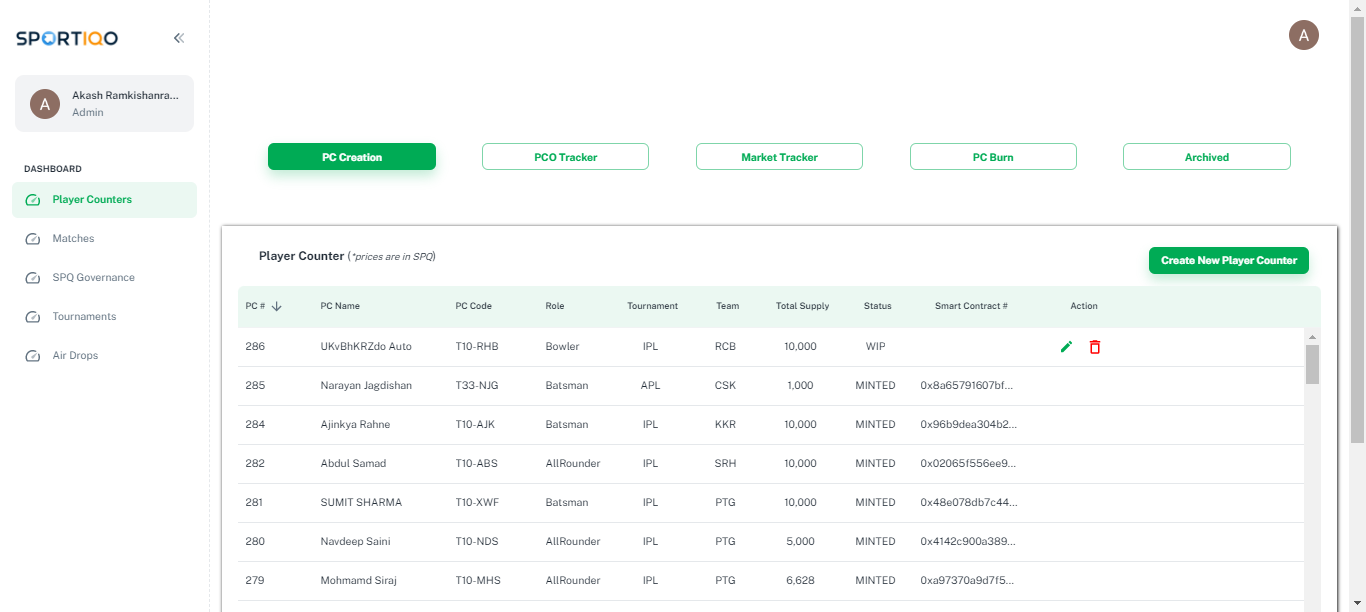 SPORTIQO
A
A
Akash Ramkishanra...
Admin
DASHBOARD
Player Counters
Matches
SPQ Governance
Tournaments
Air Drops
PC Creation
PCO Tracker
Market Tracker
PC Burn
Archived
Player Counter (*prices are in SPQ)
Create New Player Counter
PC # PC Name PC Code Role Tournament Team Total Supply Status Smart Contract # Action
286 UKvBhKRZdo Auto T10-RHB Bowler IPL RCB 10,000 WIP
285 Narayan Jagdishan T33-NJG Batsman APL CSK 1,000 MINTED 0x8a65791607bf...
284 Ajinkya Rahne T10-AJK Batsman IPL KKR 10,000 MINTED 0x96b9dea304b2...
282 Abdul Samad T10-ABS AllRounder IPL SRH 10,000 MINTED 0x02065f556ee9...
281 SUMIT SHARMA T10-XWF Batsman IPL PTG 10,000 MINTED 0x48e078db7c44...
280 Navdeep Saini T10-NDS AllRounder IPL PTG 5,000 MINTED 0x4142c900a389...
279 Mohmamd Siraj T10-MHS AllRounder IPL PTG 6,628 MINTED 0xa97370a9d7f5...